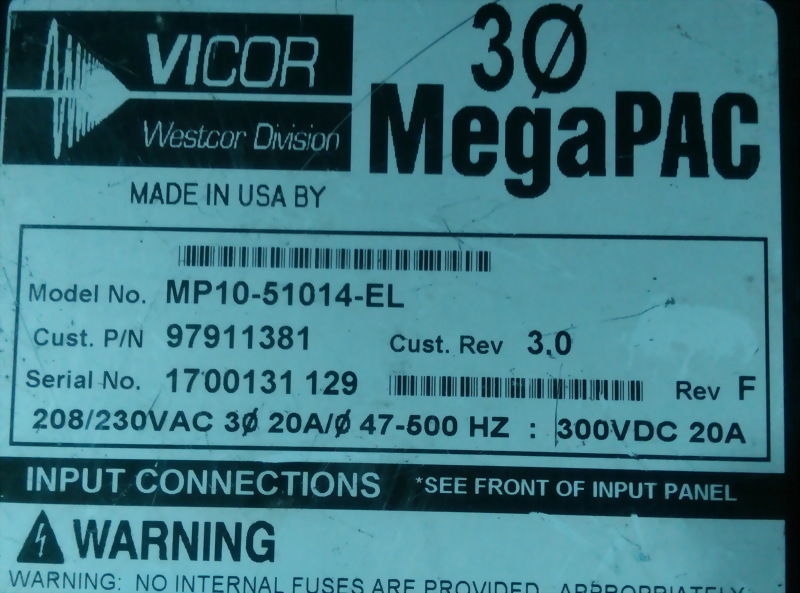 VICOR
Westcor Division
3Ø
MegaPAC
MADE IN USA BY
Model No. MP10-51014-EL
Cust. P/N 97911381 Cust. Rev 3.0
Serial No. 1700131 129 Rev F
208/230VAC 3Ø 20A/Ø 47-500 HZ : 300VDC 20A
INPUT CONNECTIONS *SEE FRONT OF INPUT PANEL
WARNING
WARNING: NO INTERNAL FUSES ARE PROVIDED. APPROPRIATELY